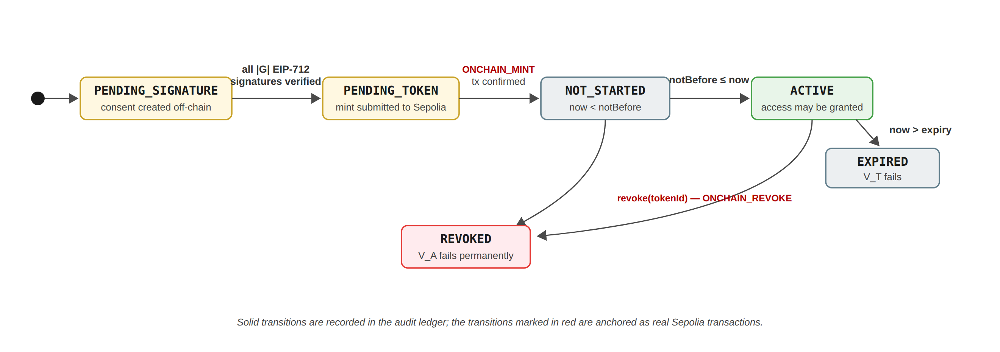 all |G| EIP-712
signatures verified
ONCHAIN_MINT
tx confirmed
notBefore ≤ now
PENDING_SIGNATURE
consent created off-chain
PENDING_TOKEN
mint submitted to Sepolia
NOT_STARTED
now < notBefore
ACTIVE
access may be granted
now > expiry
EXPIRED
V_T fails
revoke(tokenId) — ONCHAIN_REVOKE
REVOKED
V_A fails permanently
Solid transitions are recorded in the audit ledger; the transitions marked in red are anchored as real Sepolia transactions.